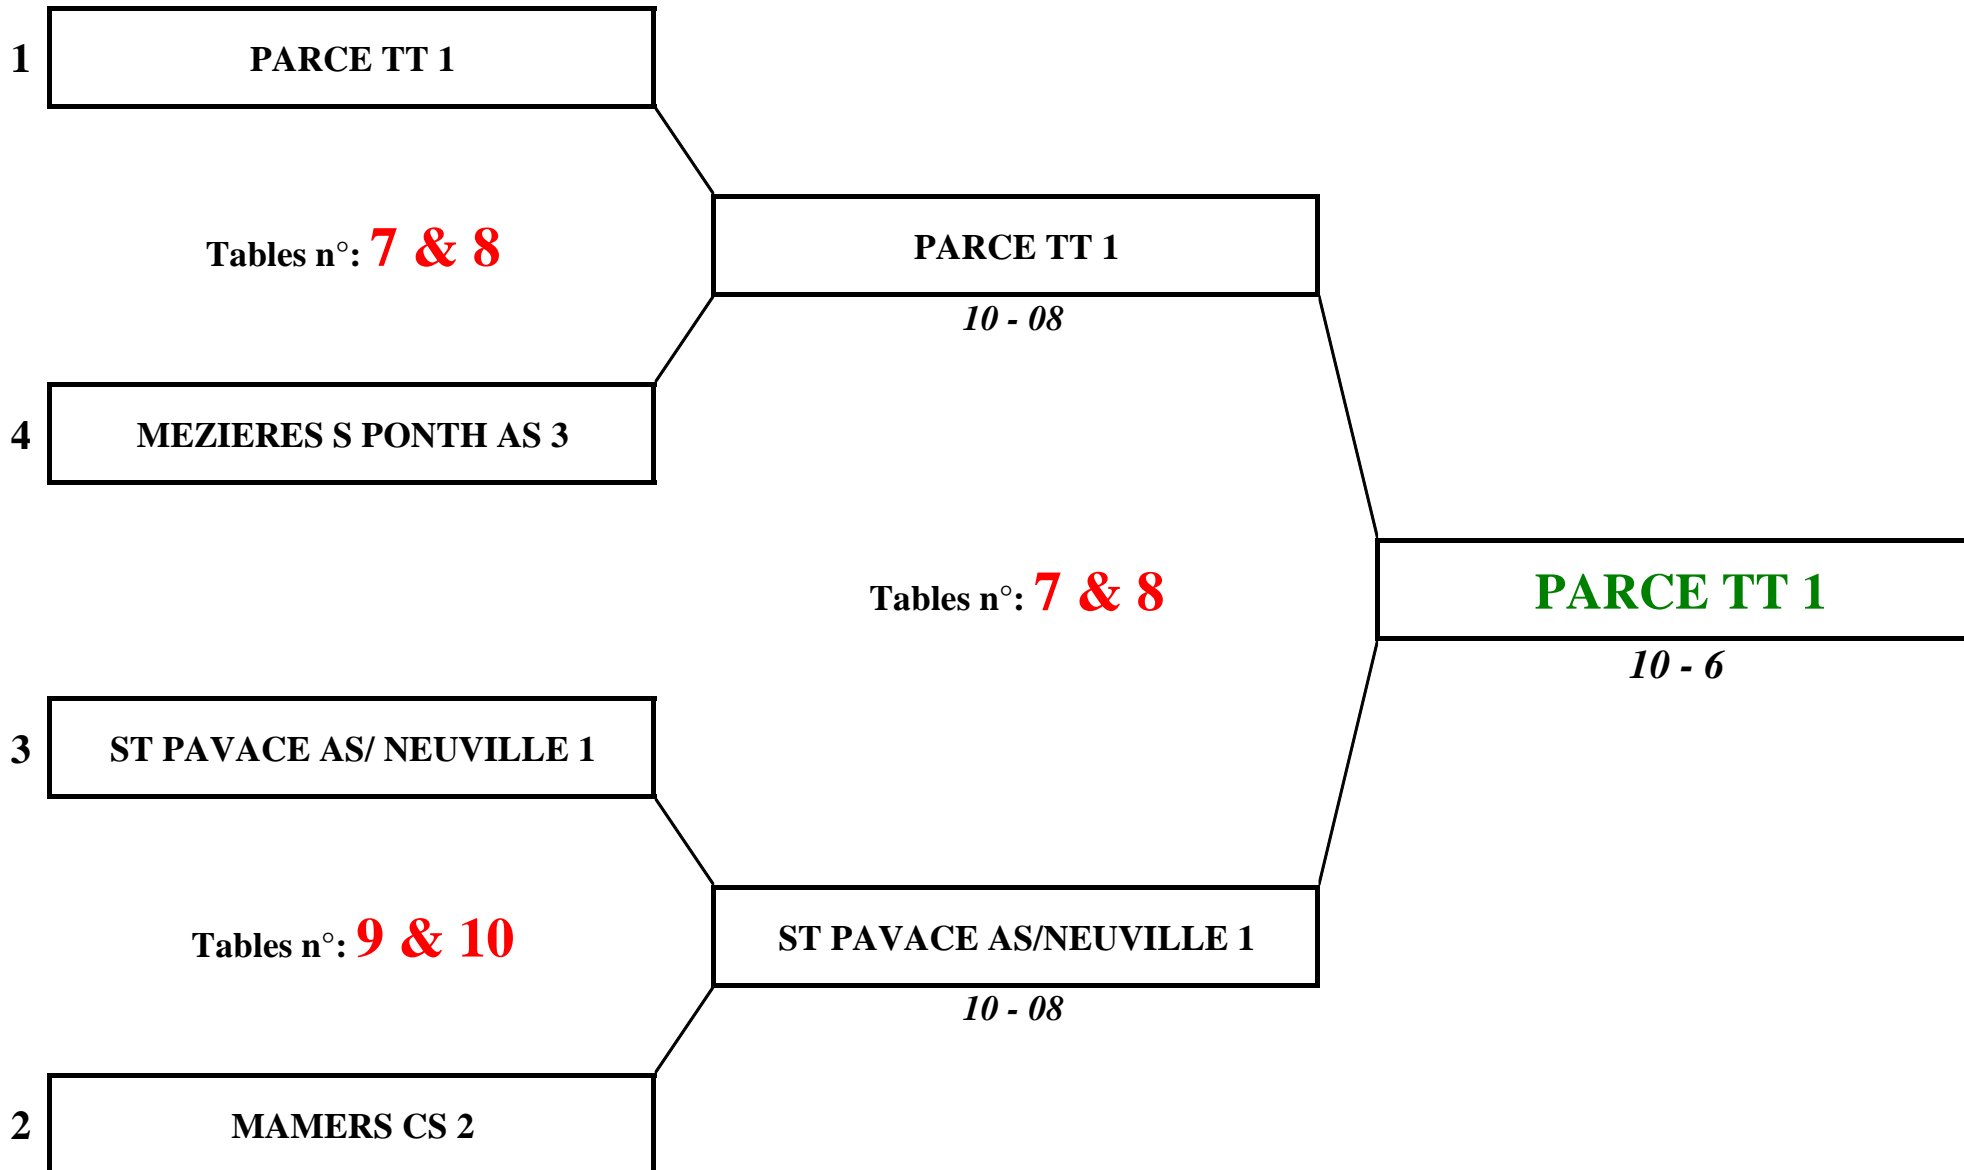 1
PARCE TT 1
Tables n°: 7 & 8
PARCE TT 1
10 - 08
4
MEZIERES S PONTH AS 3
Tables n°: 7 & 8
PARCE TT 1
10 - 6
3
ST PAVACE AS/ NEUVILLE 1
Tables n°: 9 & 10
ST PAVACE AS/NEUVILLE 1
10 - 08
2
MAMERS CS 2